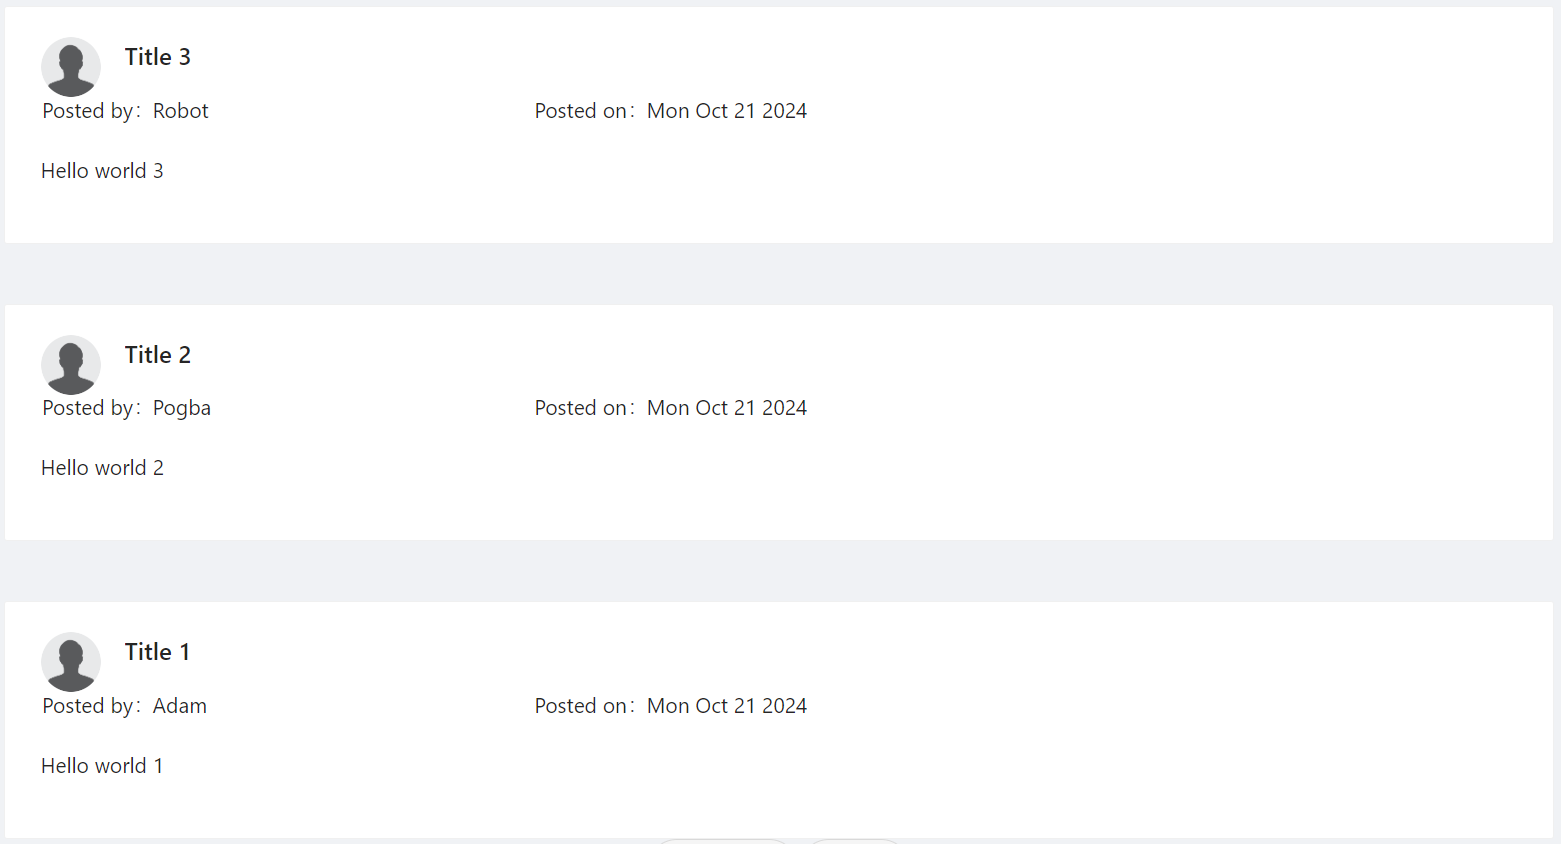 Title 3
Posted by: Robot Posted on: Mon Oct 21 2024
Hello world 3
Title 2
Posted by: Pogba Posted on: Mon Oct 21 2024
Hello world 2
Title 1
Posted by: Adam Posted on: Mon Oct 21 2024
Hello world 1